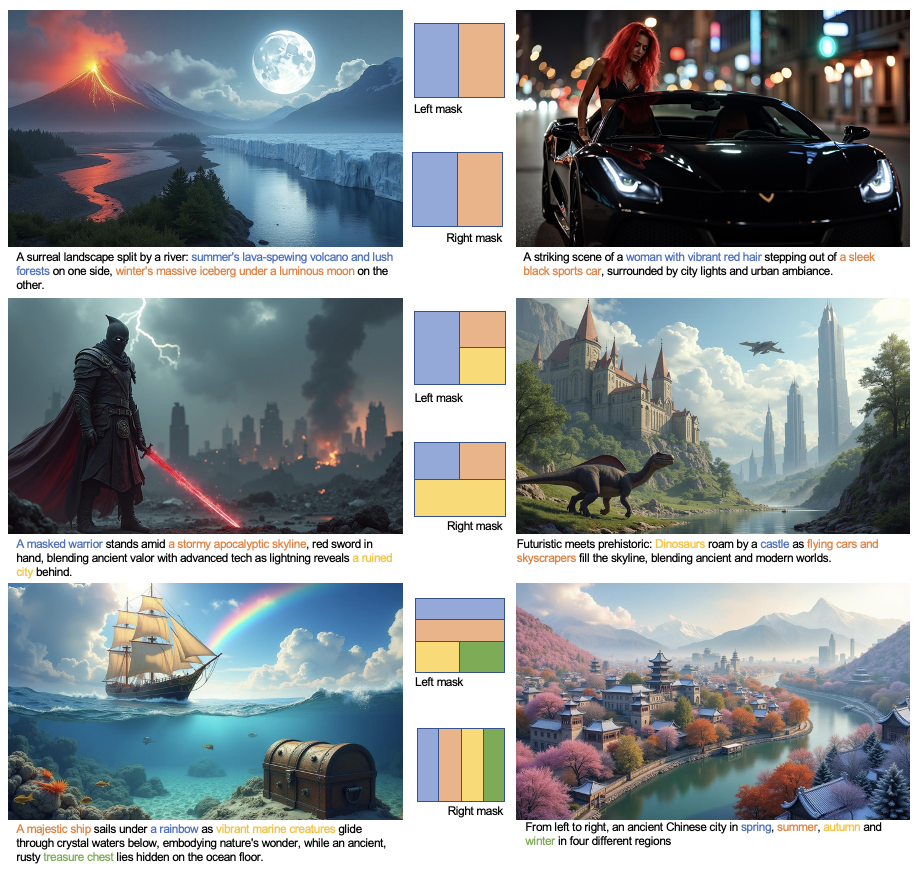 Left mask
Right mask
A surreal landscape split by a river: summer's lava-spewing volcano and lush
forests on one side, winter's massive iceberg under a luminous moon on the
other.
A striking scene of a woman with vibrant red hair stepping out of a sleek
black sports car, surrounded by city lights and urban ambiance.
Left mask
Right mask
A masked warrior stands amid a stormy apocalyptic skyline, red sword in
hand, blending ancient valor with advanced tech as lightning reveals a ruined
city behind.
Futuristic meets prehistoric: Dinosaurs roam by a castle as flying cars and
skyscrapers fill the skyline, blending ancient and modern worlds.
Left mask
Right mask
A majestic ship sails under a rainbow as vibrant marine creatures glide
through crystal waters below, embodying nature's wonder, while an ancient,
rusty treasure chest lies hidden on the ocean floor.
From left to right, an ancient Chinese city in spring, summer, autumn and
winter in four different regions